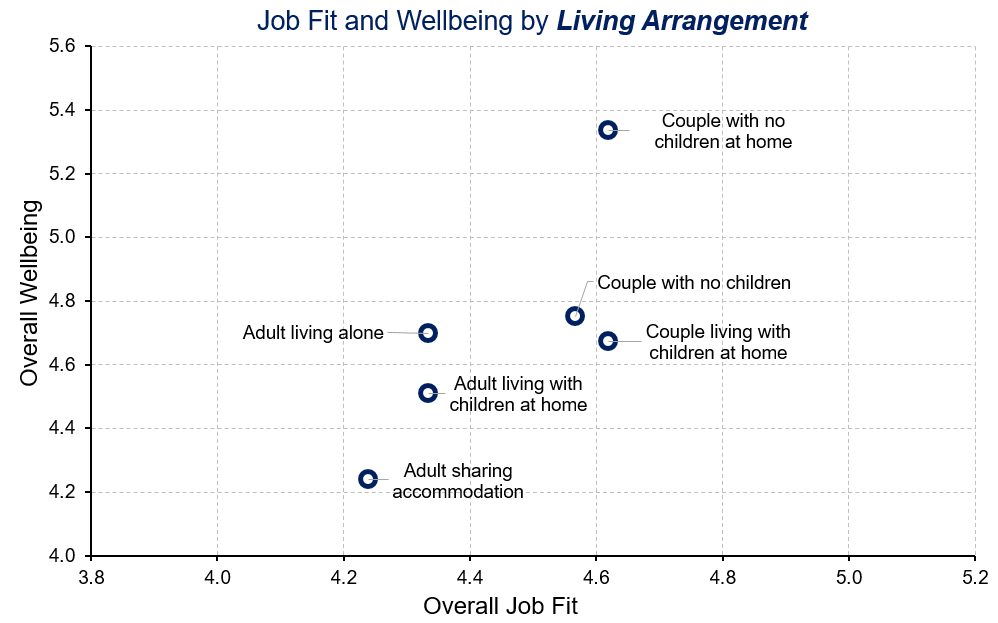 Job Fit and Wellbeing by Living Arrangement
5.6
5.4
5.2
5.0
4.8
4.6
4.4
4.2
4.0
Overall Wellbeing
Couple with no
children at home
Couple with no children
Adult living alone
Couple living with
children at home
Adult living with
children at home
Adult sharing
accommodation
3.8 4.0 4.2 4.4 4.6 4.8 5.0 5.2
Overall Job Fit